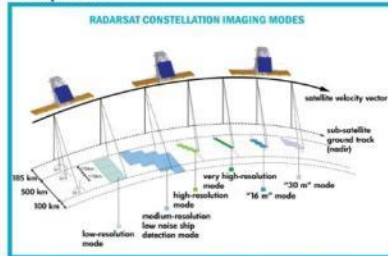 RADARSAT CONSTELLATION IMAGING MODES
satellite velocity vector
sub-satellite
ground track
(nadir)
185 km
500 km
100 km
very high-resolution
mode
"16 m" mode
"30 m" mode
high-resolution
mode
medium-resolution
low noise ship
detection mode
low-resolution
mode